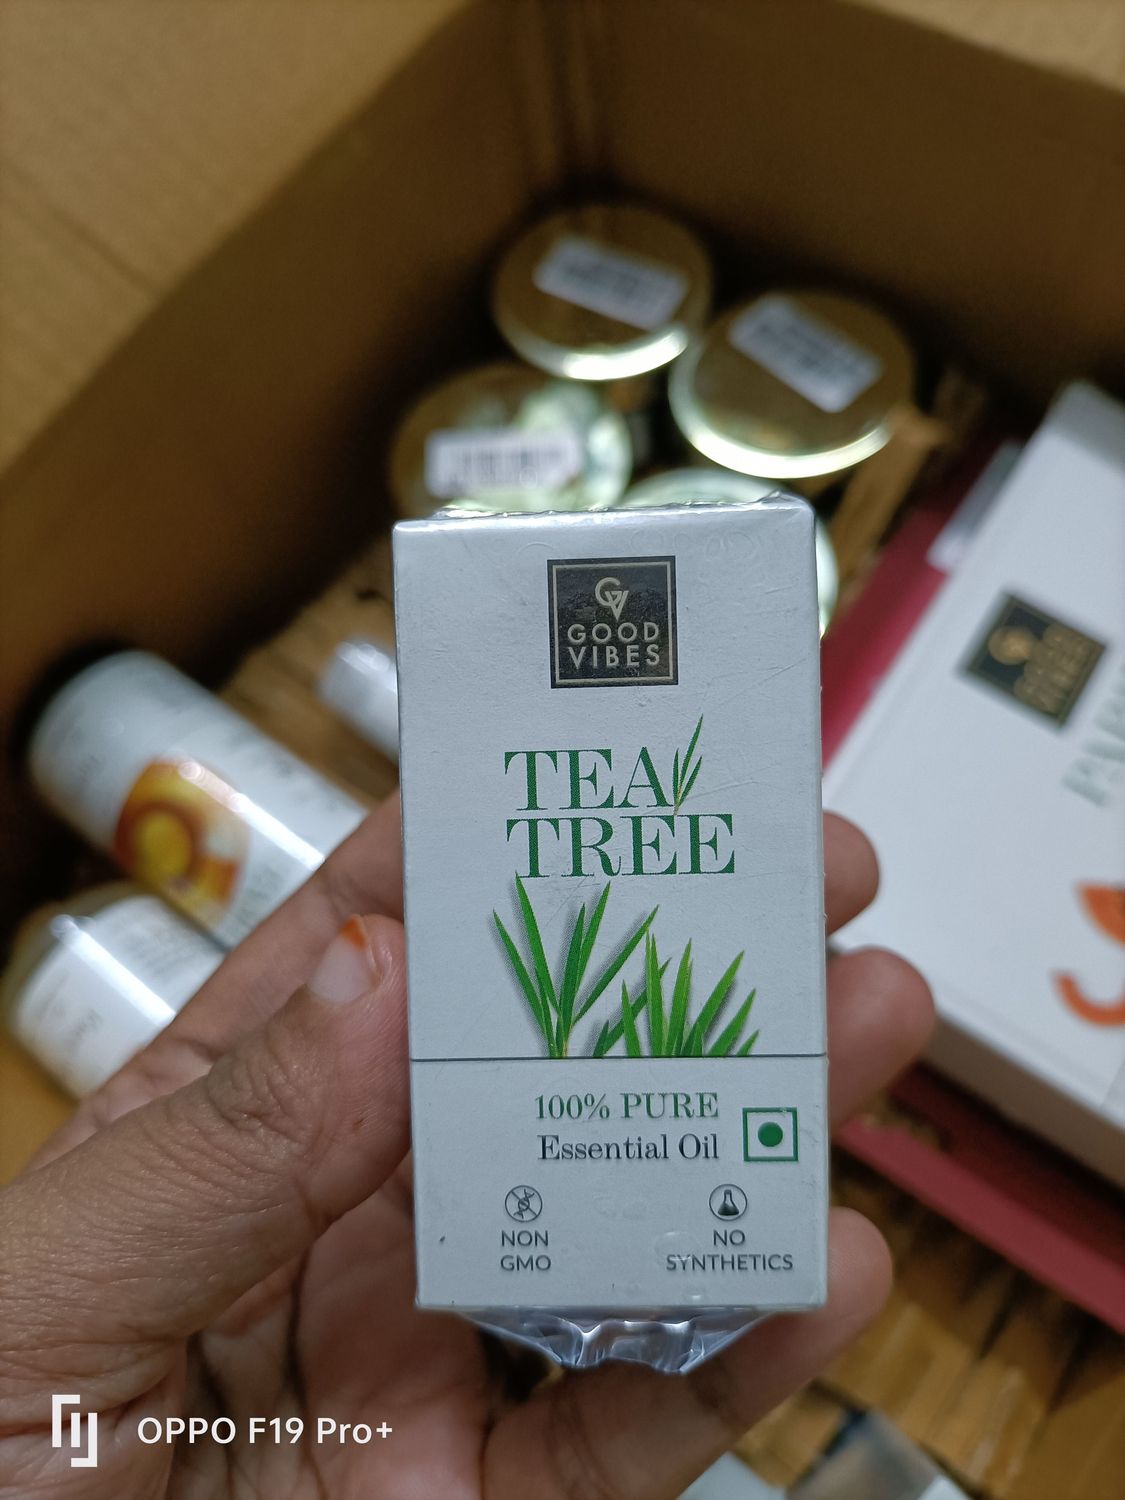 GV
GOOD
VIBES
TEA
TREE
100% PURE
Essential Oil
NON
GMO
NO
SYNTHETICS
OPPO F19 Pro+